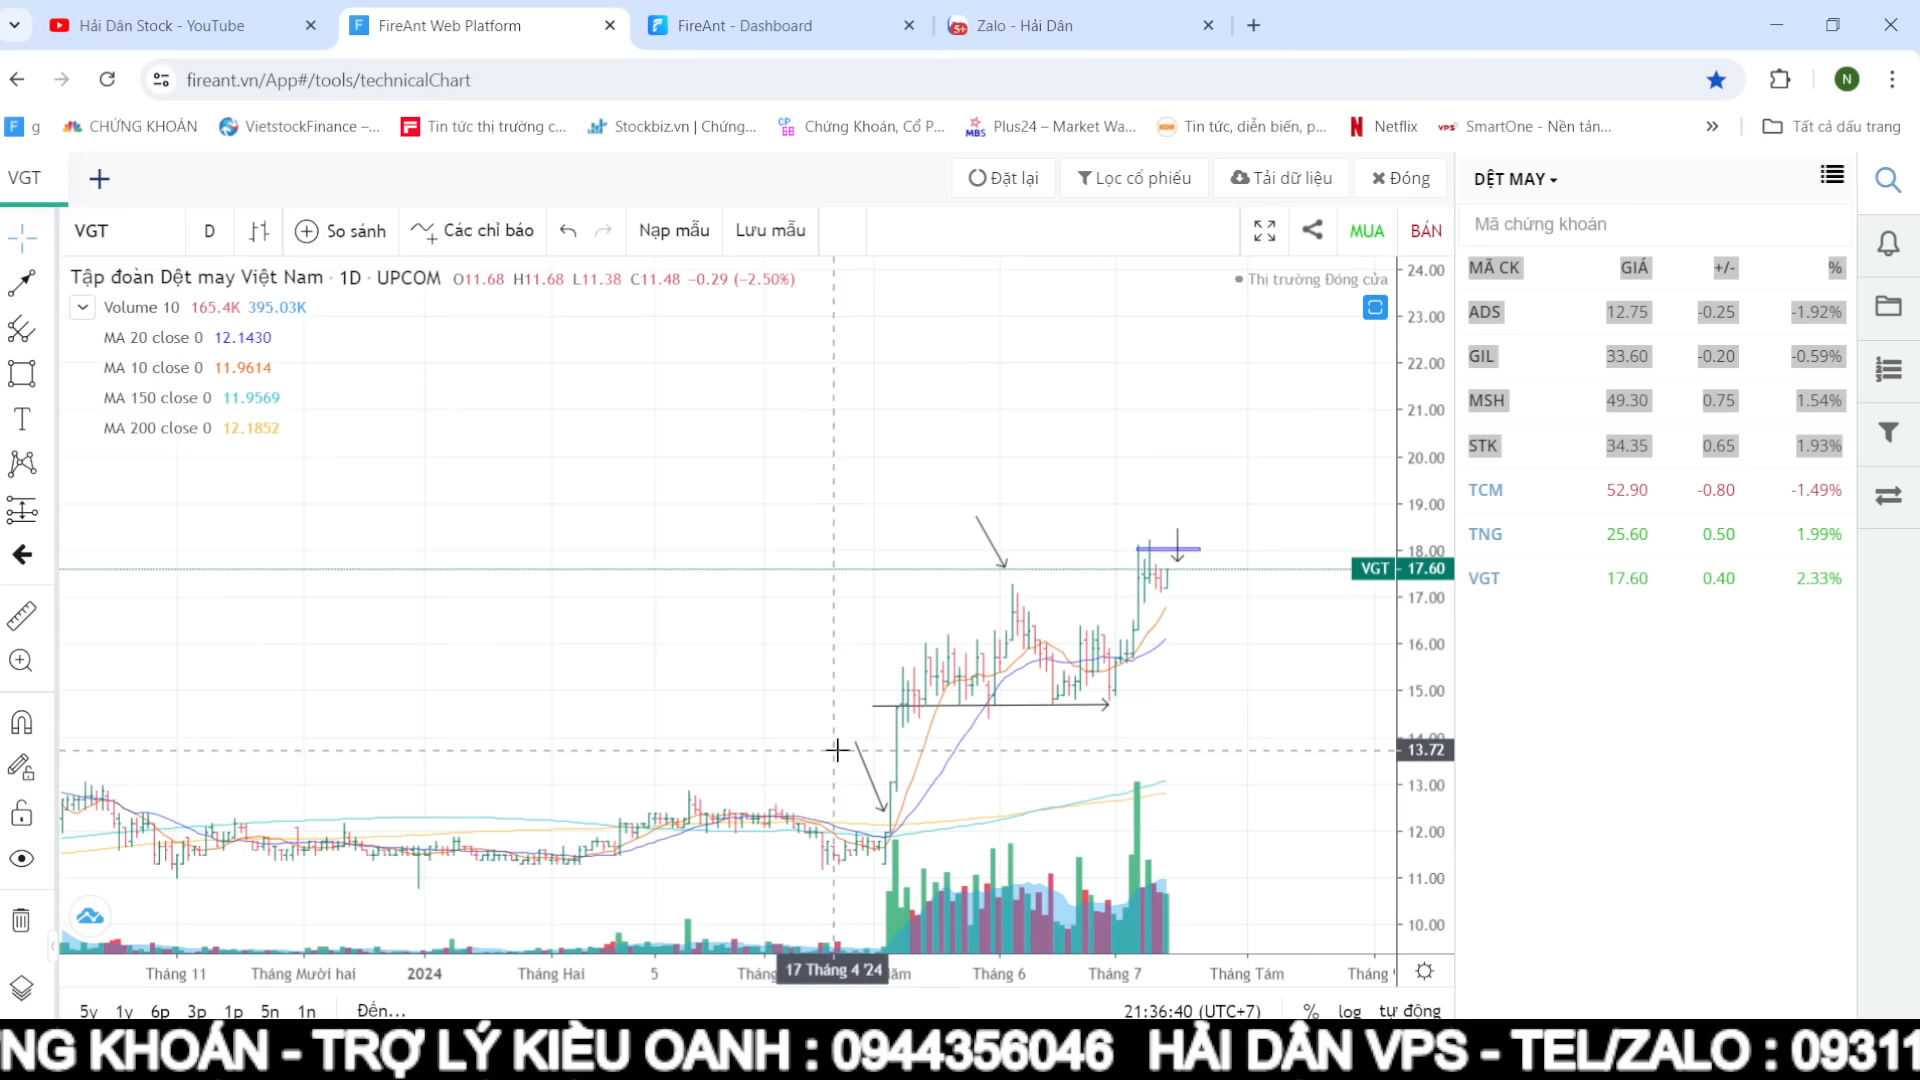 Hải Dân Stock - YouTube
FireAnt Web Platform
FireAnt - Dashboard
Zalo - Hải Dân
fireant.vn/App#/tools/technicalChart
N
g
CHỨNG KHOÁN
VietstockFinance –...
Tin tức thị trường c...
Stockbiz.vn | Chứng...
Chứng Khoán, Cổ P...
Plus24 – Market Wa...
Tin tức, diễn biến, p...
Netflix
SmartOne - Nền tản...
Tất cả dấu trang
VGT
Đặt lại
Lọc cổ phiếu
Tải dữ liệu
Đóng
DỆT MAY
VGT
D
So sánh
Các chỉ báo
Nạp mẫu
Lưu mẫu
MUA
BÁN
Mã chứng khoán
Tập đoàn Dệt may Việt Nam · 1D · UPCOM O11.68 H11.68 L11.38 C11.48 −0.29 (−2.50%)
Thị trường Đóng cửa
Volume 10 165.4K 395.03K
MA 20 close 0 12.1430
MA 10 close 0 11.9614
MA 150 close 0 11.9569
MA 200 close 0 12.1852
24.00
23.00
22.00
21.00
20.00
19.00
18.00
VGT 17.60
17.00
16.00
15.00
14.00
13.72
13.00
12.00
11.00
10.00
MÃ CK GIÁ +/- %
ADS 12.75 -0.25 -1.92%
GIL 33.60 -0.20 -0.59%
MSH 49.30 0.75 1.54%
STK 34.35 0.65 1.93%
TCM 52.90 -0.80 -1.49%
TNG 25.60 0.50 1.99%
VGT 17.60 0.40 2.33%
Tháng 11 Tháng Mười hai 2024 Tháng Hai 5 Tháng 17 Tháng 4 '24 ăm Tháng 6 Tháng 7 Tháng Tám Tháng
5y 1y 6p 3p 1p 5n 1n Đến...
21:36:40 (UTC+7) % log tự động
NG KHOÁN - TRỢ LÝ KIỀU OANH : 0944356046 HẢI DÂN VPS - TEL/ZALO : 09311